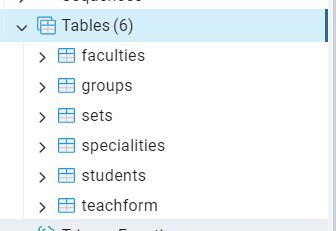 Tables (6)
faculties
groups
sets
specialities
students
teachform